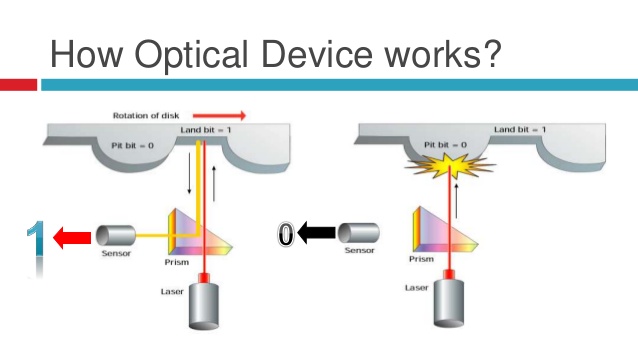 How Optical Device works?
Rotation of disk
Land bit = 1
Pit bit = 0
1
Sensor
Prism
Laser
Land bit = 1
Pit bit = 0
0
Sensor
Prism
Laser